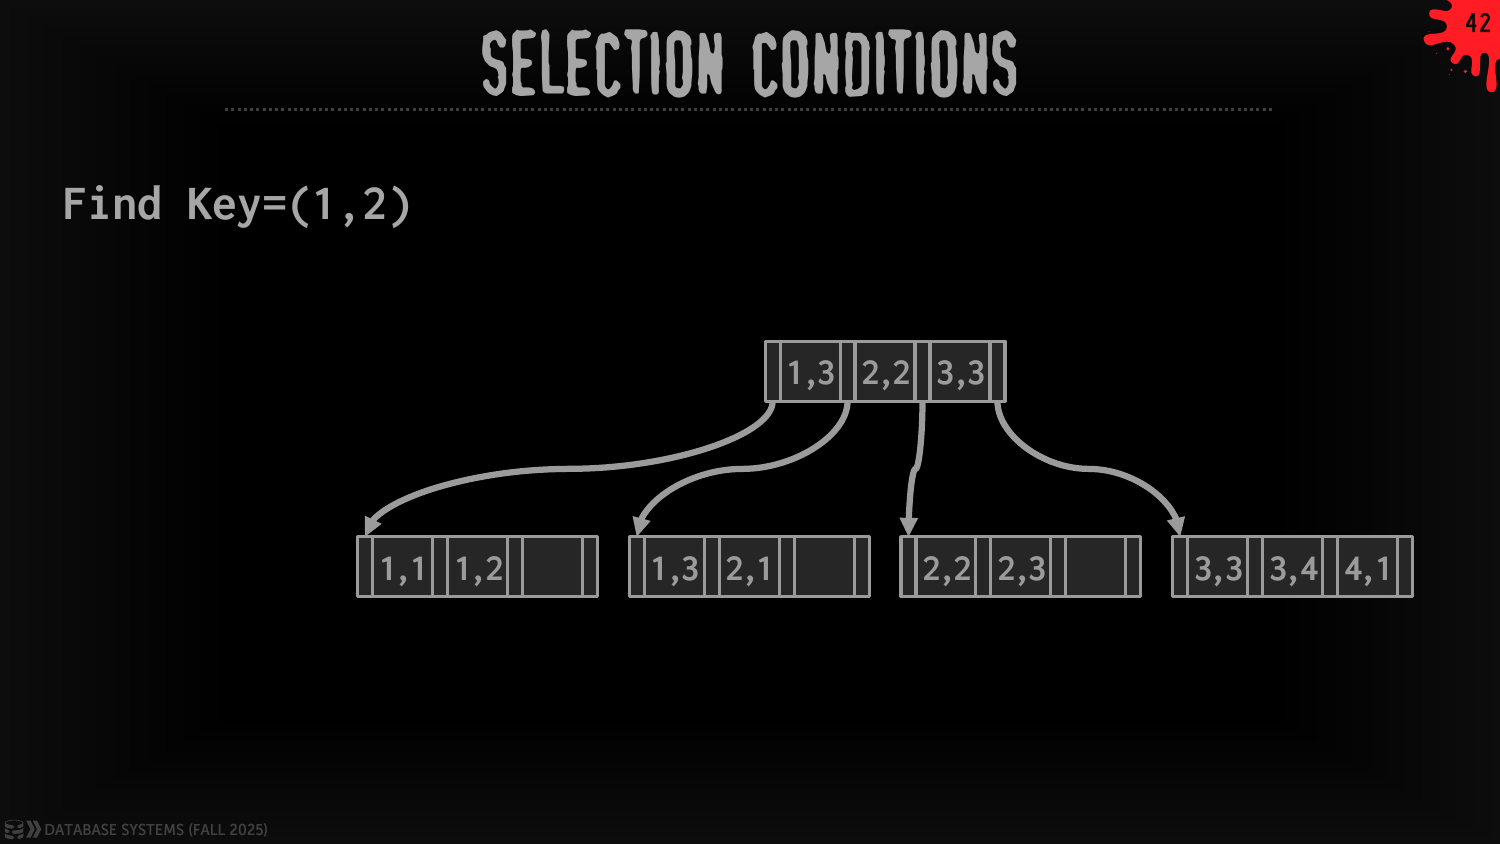 SELECTION CONDITIONS
42
Find Key=(1,2)
1,3 2,2 3,3
1,1 1,2
1,3 2,1
2,2 2,3
3,3 3,4 4,1
DATABASE SYSTEMS (FALL 2025)